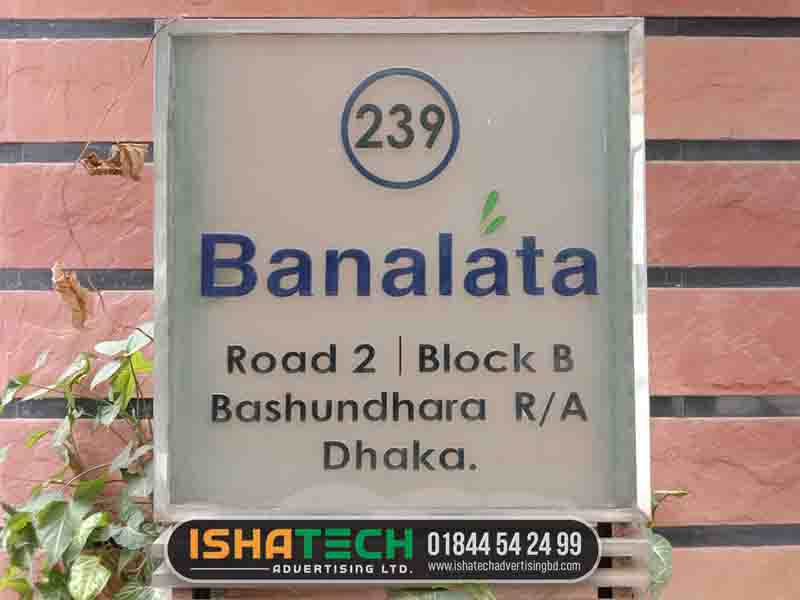 239
Banalata
Road 2 | Block B
Bashundhara R/A
Dhaka.
ISHATECH
ADVERTISING LTD.
01844 54 24 99
www.ishatechadvertisingbd.com